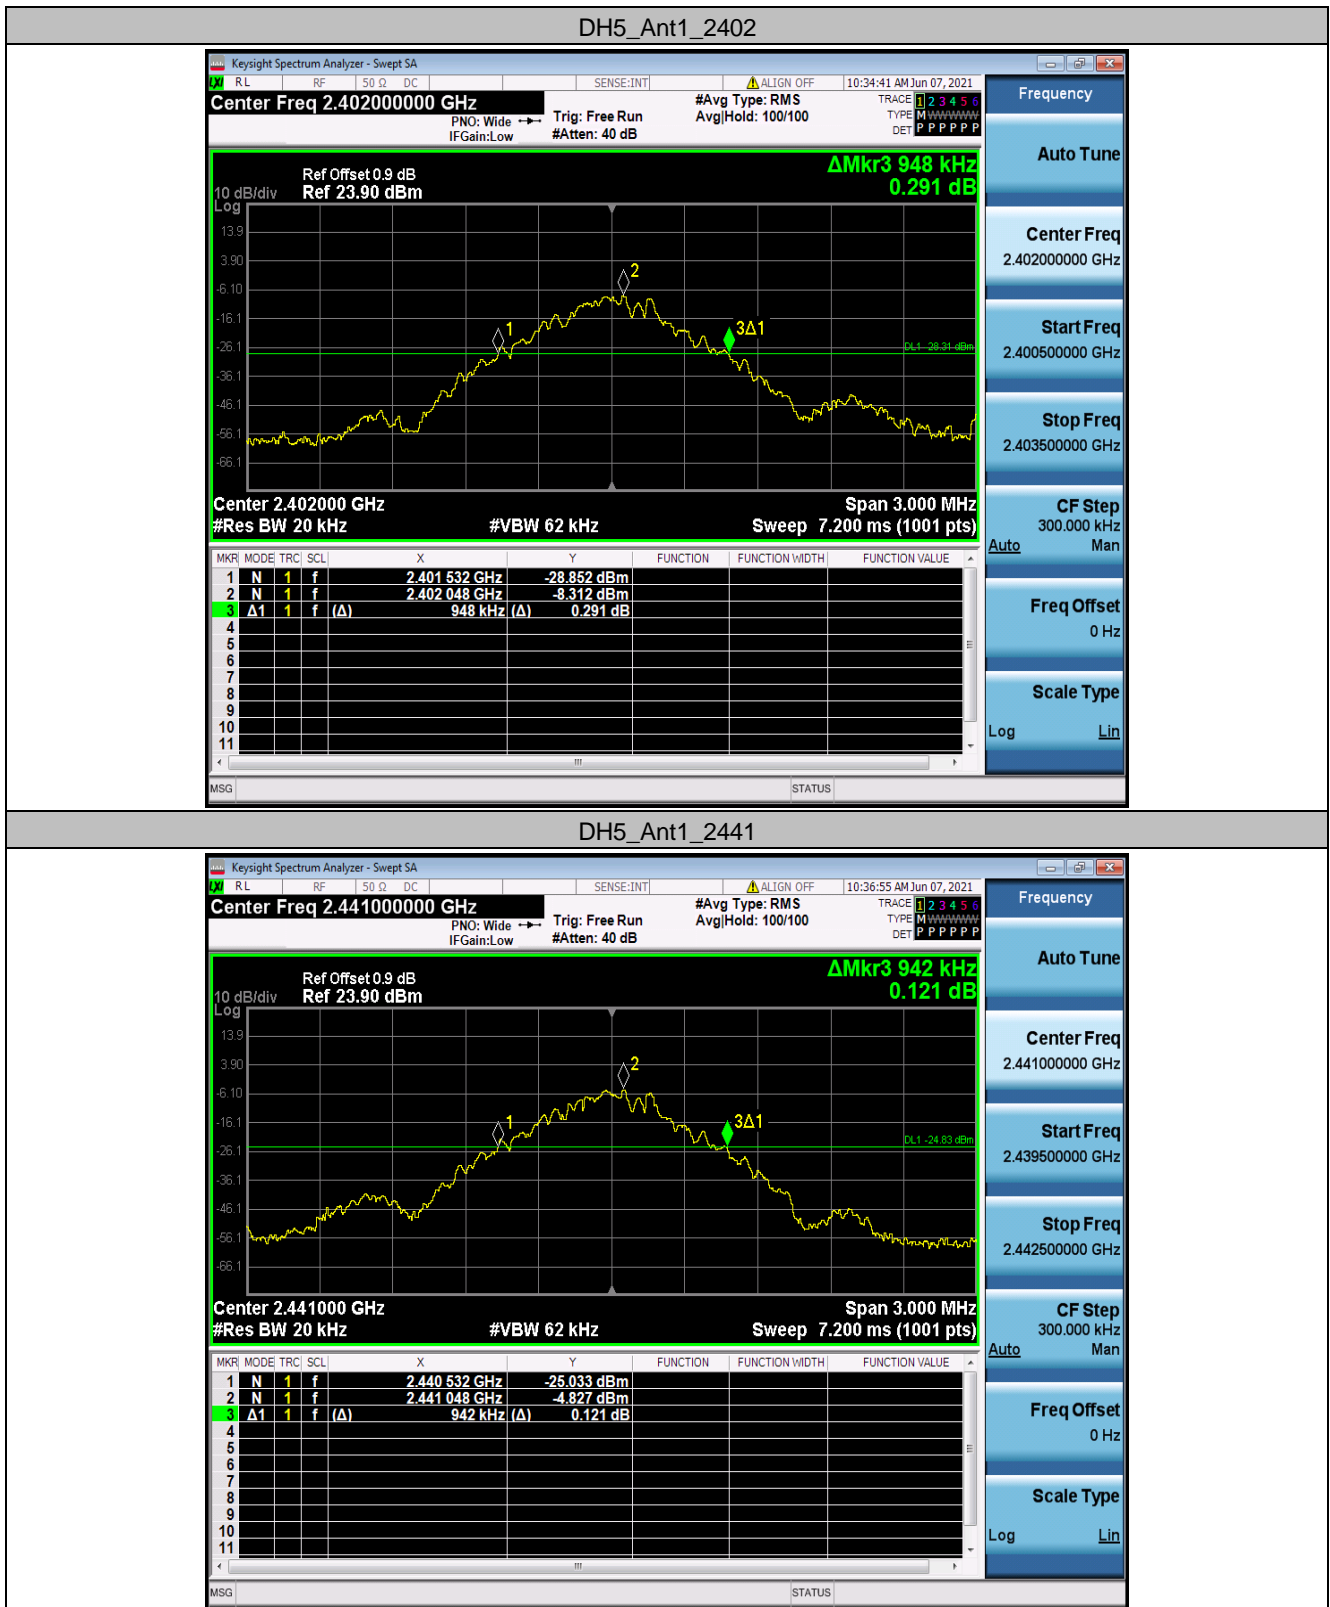 DH5_Ant1_2402
Keysight Spectrum Analyzer - Swept SA
LXI RL RF 50 Ω DC SENSE:INT ALIGN OFF 10:34:41 AM Jun 07, 2021
Center Freq 2.402000000 GHz
#Avg Type: RMS
TRACE 1 2 3 4 5 6
PNO: Wide
Trig: Free Run
Avg|Hold: 100/100
TYPE M WWWWW
IFGain:Low
#Atten: 40 dB
DET P P P P P P
Frequency
Auto Tune
ΔMkr3 948 kHz
0.291 dB
Ref Offset 0.9 dB
10 dB/div Ref 23.90 dBm
Log
13.9
3.90
-6.10
-16.1
-26.1
-36.1
-46.1
-56.1
-66.1
1
2
3Δ1
DL1 -28.31 dBm
Center 2.402000 GHz
Span 3.000 MHz
#Res BW 20 kHz
#VBW 62 kHz
Sweep 7.200 ms (1001 pts)
Center Freq
2.402000000 GHz
Start Freq
2.400500000 GHz
Stop Freq
2.403500000 GHz
CF Step
300.000 kHz
Auto Man
Freq Offset
0 Hz
Scale Type
Log Lin
MKR MODE TRC SCL X Y FUNCTION FUNCTION WIDTH FUNCTION VALUE
1 N 1 f 2.401 532 GHz -28.852 dBm
2 N 1 f 2.402 048 GHz -8.312 dBm
3 Δ1 1 f (Δ) 948 kHz (Δ) 0.291 dB
4
5
6
7
8
9
10
11
MSG STATUS
DH5_Ant1_2441
Keysight Spectrum Analyzer - Swept SA
LXI RL RF 50 Ω DC SENSE:INT ALIGN OFF 10:36:55 AM Jun 07, 2021
Center Freq 2.441000000 GHz
#Avg Type: RMS
TRACE 1 2 3 4 5 6
PNO: Wide
Trig: Free Run
Avg|Hold: 100/100
TYPE M WWWWW
IFGain:Low
#Atten: 40 dB
DET P P P P P P
Frequency
Auto Tune
ΔMkr3 942 kHz
0.121 dB
Ref Offset 0.9 dB
10 dB/div Ref 23.90 dBm
Log
13.9
3.90
-6.10
-16.1
-26.1
-36.1
-46.1
-56.1
-66.1
1
2
3Δ1
DL1 -24.83 dBm
Center 2.441000 GHz
Span 3.000 MHz
#Res BW 20 kHz
#VBW 62 kHz
Sweep 7.200 ms (1001 pts)
Center Freq
2.441000000 GHz
Start Freq
2.439500000 GHz
Stop Freq
2.442500000 GHz
CF Step
300.000 kHz
Auto Man
Freq Offset
0 Hz
Scale Type
Log Lin
MKR MODE TRC SCL X Y FUNCTION FUNCTION WIDTH FUNCTION VALUE
1 N 1 f 2.440 532 GHz -25.033 dBm
2 N 1 f 2.441 048 GHz -4.827 dBm
3 Δ1 1 f (Δ) 942 kHz (Δ) 0.121 dB
4
5
6
7
8
9
10
11
MSG STATUS